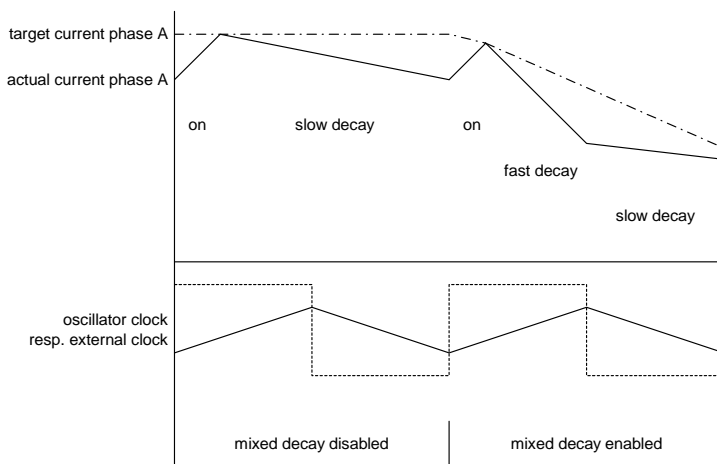 target current phase A
actual current phase A
on
slow decay
on
fast decay
slow decay
oscillator clock
resp. external clock
mixed decay disabled
mixed decay enabled